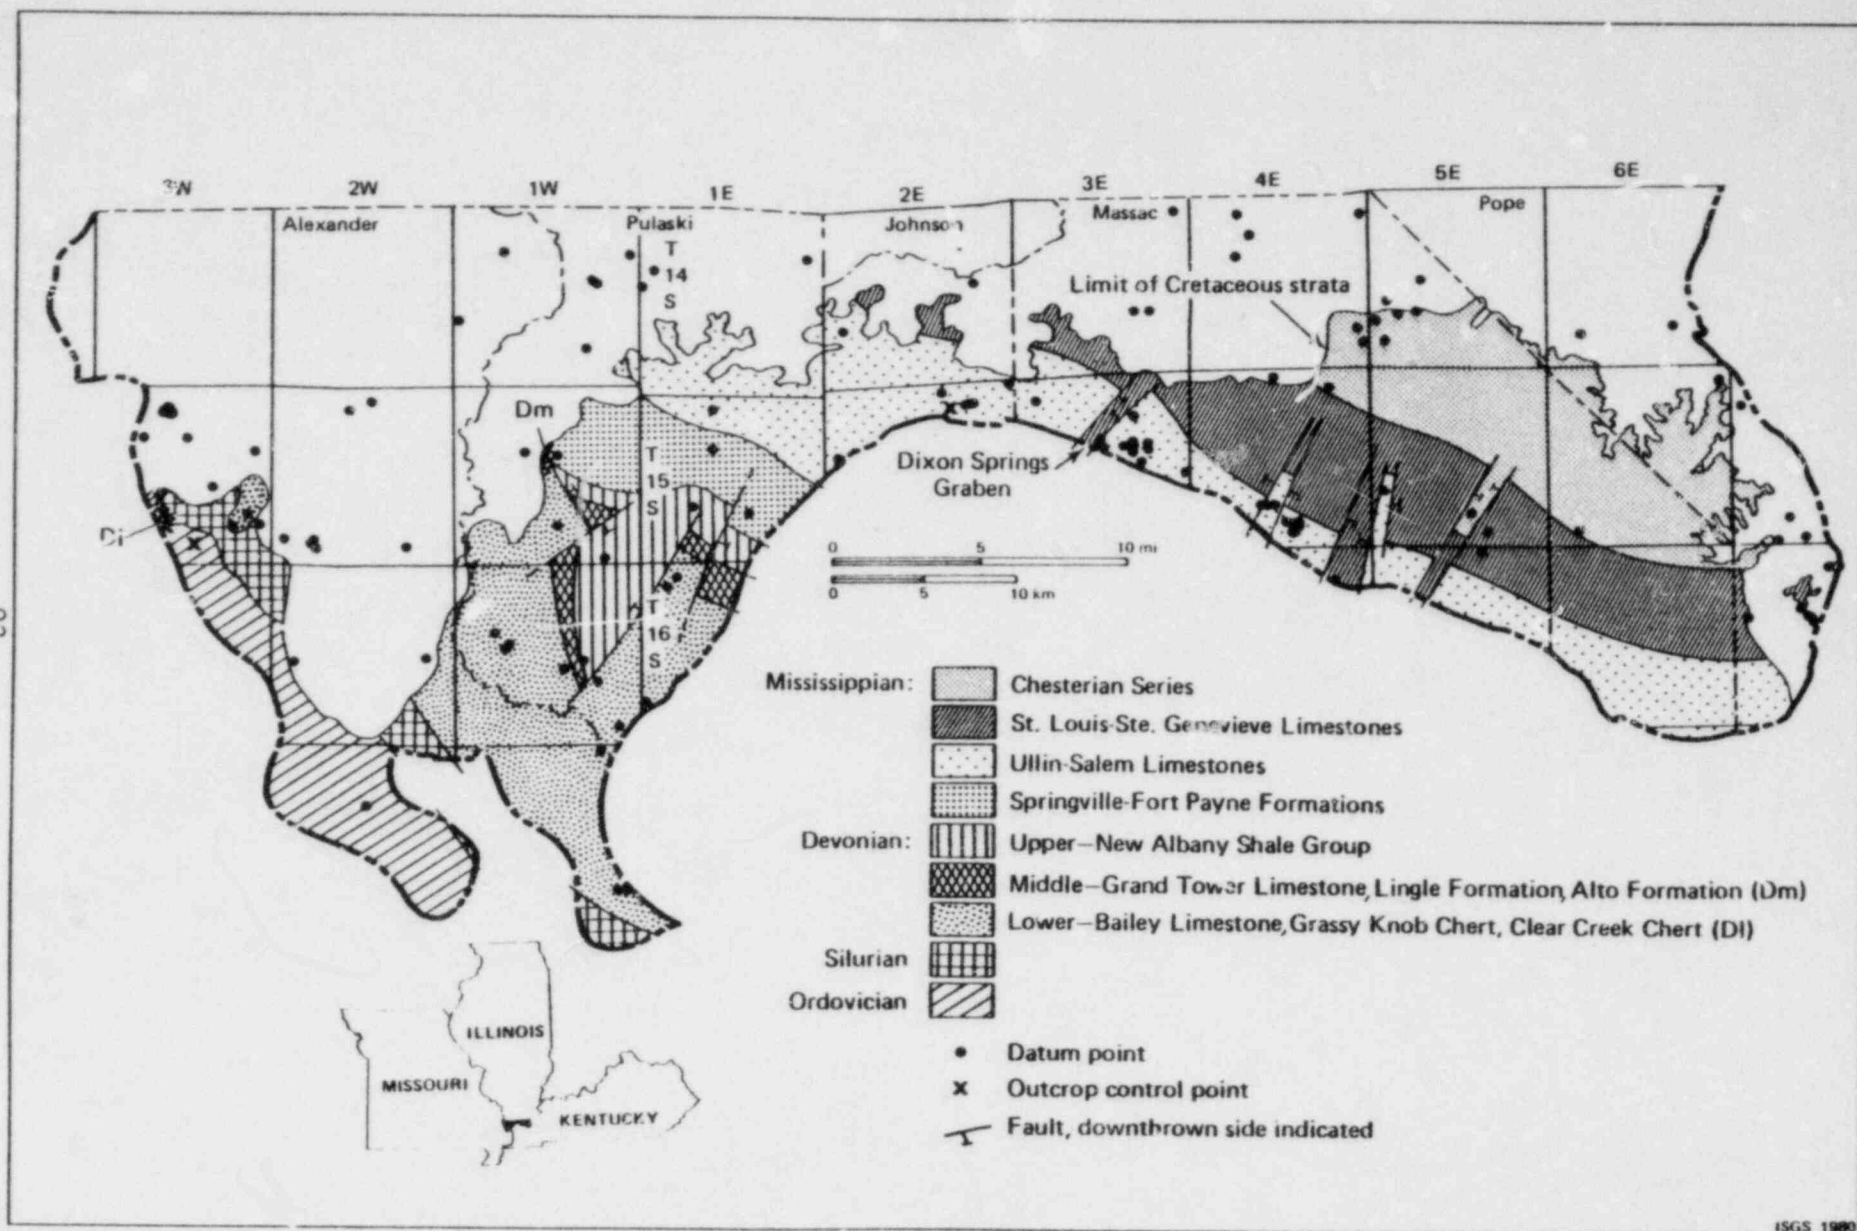 3W 2W 1W 1E 2E 3E 4E 5E 6E
Alexander Pulaski Johnson Massac Pope
T
14
S
Limit of Cretaceous strata
Dm
T
15
S
Dixon Springs
Graben
0 5 10 mi
0 5 10 km
T
16
S
Mississippian: Chesterian Series
St. Louis-Ste. Genevieve Limestones
Ullin-Salem Limestones
Springville-Fort Payne Formations
Devonian: Upper—New Albany Shale Group
Middle—Grand Tower Limestone, Lingle Formation, Alto Formation (Dm)
Lower—Bailey Limestone, Grassy Knob Chert, Clear Creek Chert (Dl)
Silurian
Ordovician
Datum point
Outcrop control point
Fault, downthrown side indicated
ILLINOIS
MISSOURI
KENTUCKY
ISGS 1980